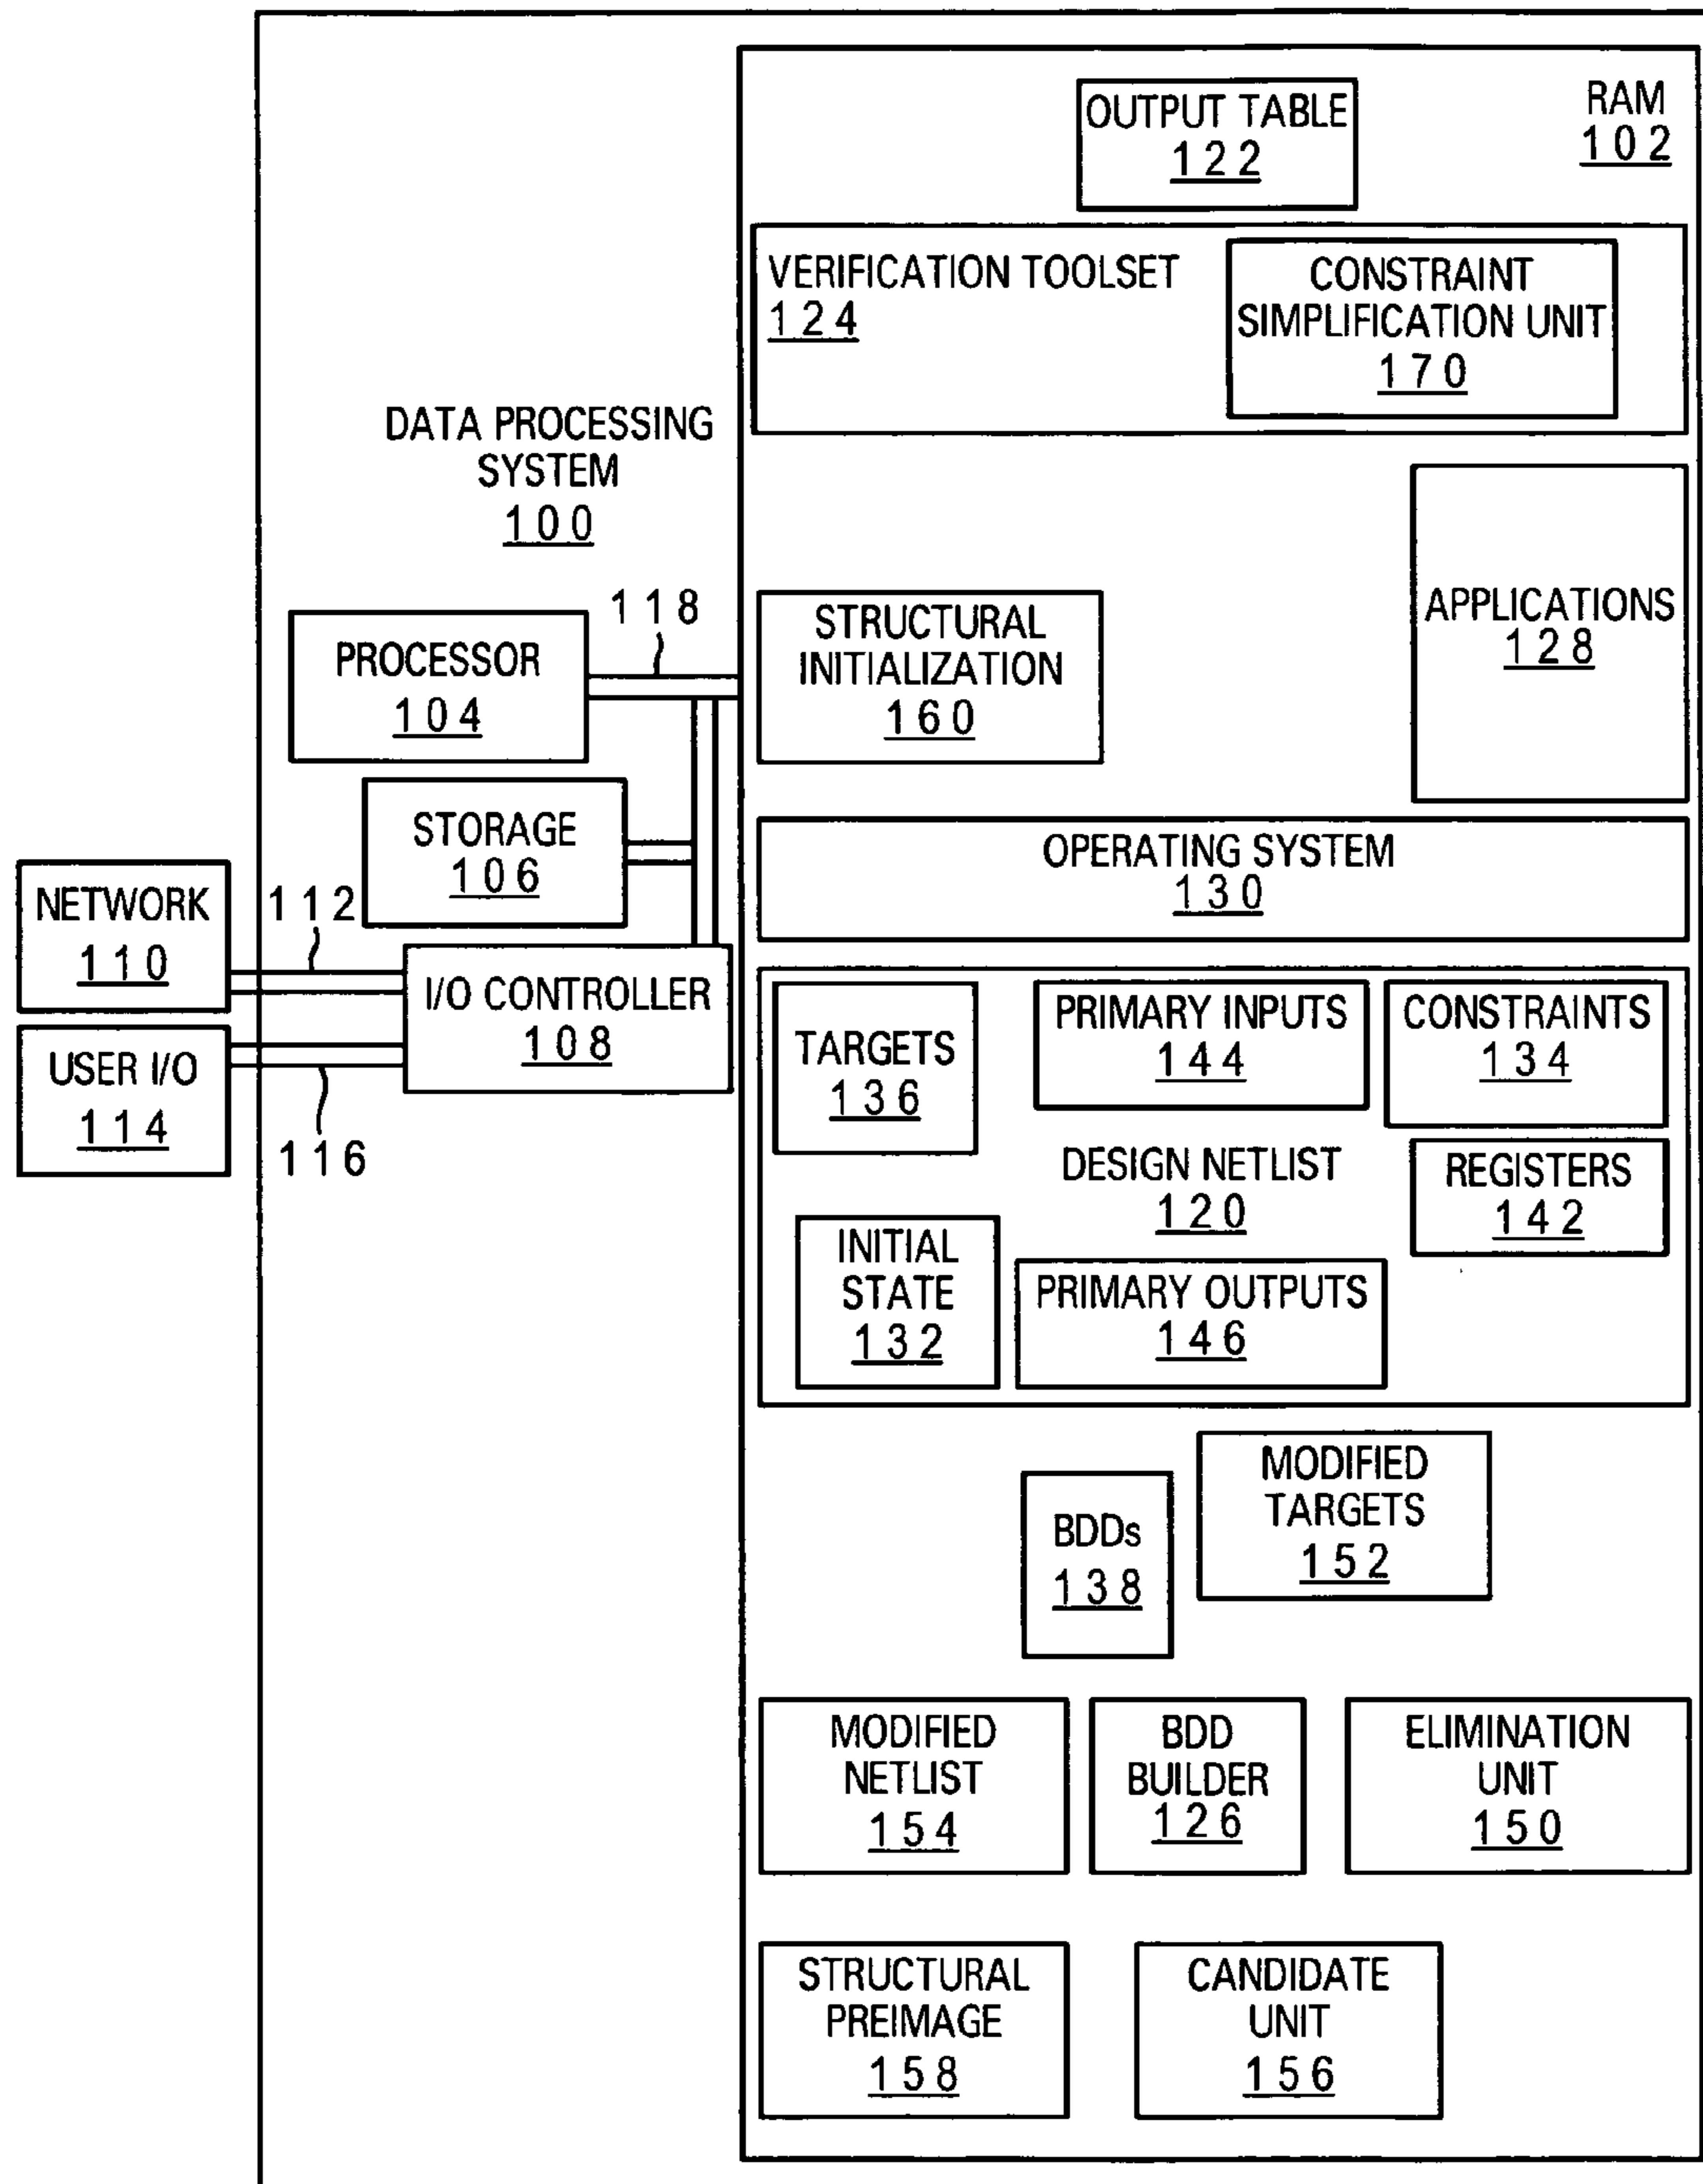 OUTPUT TABLE
122
RAM
102
VERIFICATION TOOLSET
124
CONSTRAINT
SIMPLIFICATION UNIT
170
DATA PROCESSING
SYSTEM
100
APPLICATIONS
128
118
PROCESSOR
104
STRUCTURAL
INITIALIZATION
160
STORAGE
106
OPERATING SYSTEM
130
NETWORK
110
112
I/O CONTROLLER
108
USER I/O
114
116
TARGETS
136
PRIMARY INPUTS
144
CONSTRAINTS
134
DESIGN NETLIST
120
REGISTERS
142
INITIAL
STATE
132
PRIMARY OUTPUTS
146
BDDs
138
MODIFIED
TARGETS
152
MODIFIED
NETLIST
154
BDD
BUILDER
126
ELIMINATION
UNIT
150
STRUCTURAL
PREIMAGE
158
CANDIDATE
UNIT
156